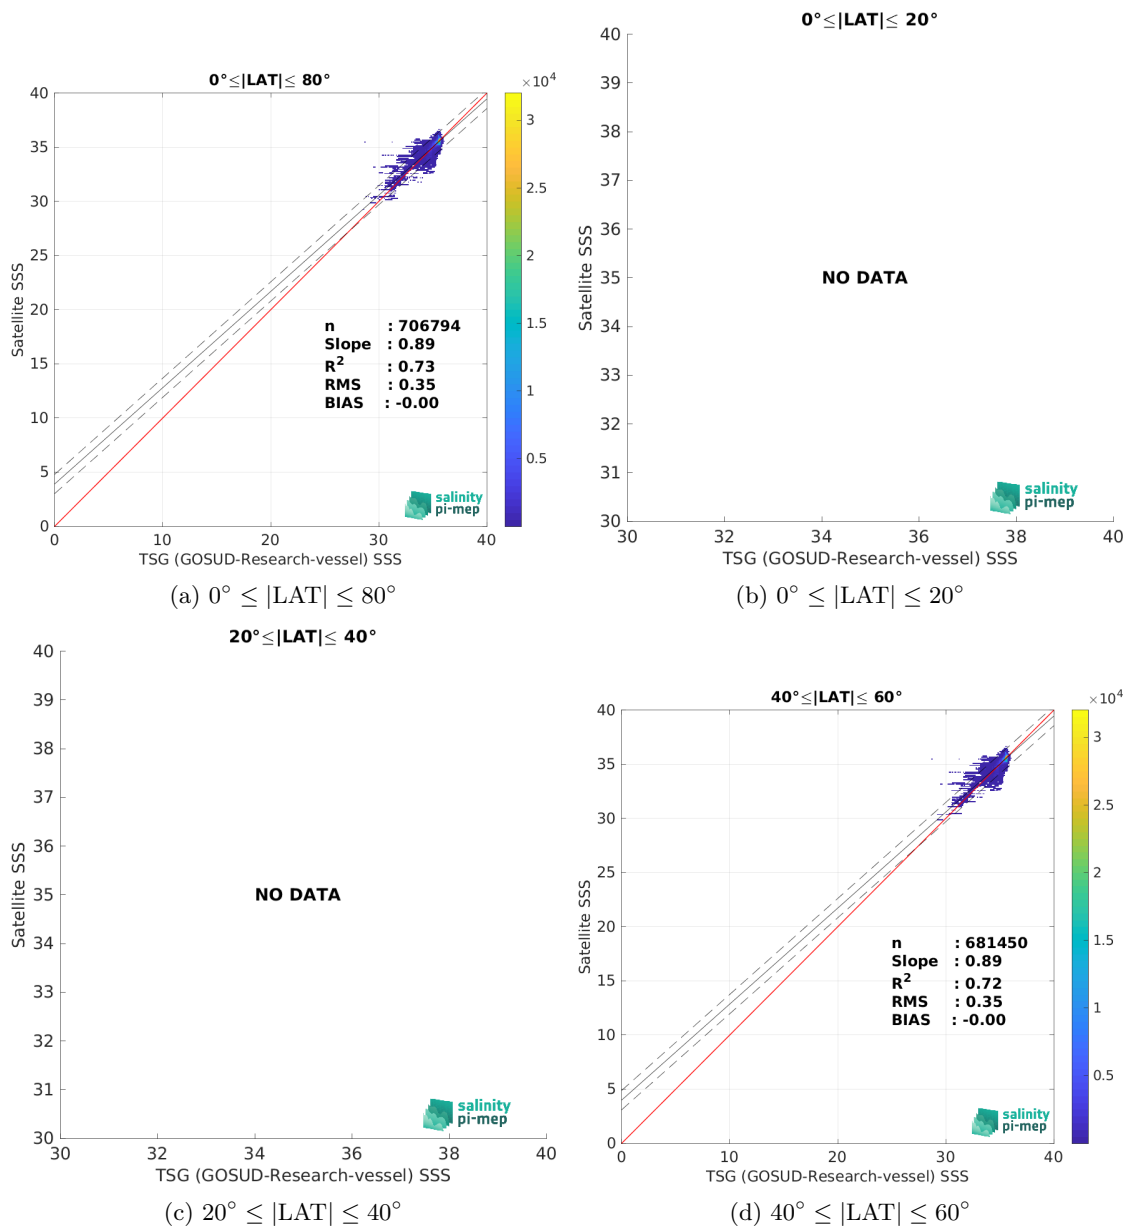 0°≤|LAT|≤ 80°
×10⁴
40
35
30
25
20
15
10
5
0
0 10 20 30 40
3
2.5
2
1.5
1
0.5
Satellite SSS
n : 706794
Slope : 0.89
R² : 0.73
RMS : 0.35
BIAS : -0.00
salinity
pi-mep
TSG (GOSUD-Research-vessel) SSS
(a) 0° ≤ |LAT| ≤ 80°
0°≤|LAT|≤ 20°
40
39
38
37
36
35
34
33
32
31
30
30 32 34 36 38 40
Satellite SSS
NO DATA
salinity
pi-mep
TSG (GOSUD-Research-vessel) SSS
(b) 0° ≤ |LAT| ≤ 20°
20°≤|LAT|≤ 40°
40
39
38
37
36
35
34
33
32
31
30
30 32 34 36 38 40
Satellite SSS
NO DATA
salinity
pi-mep
TSG (GOSUD-Research-vessel) SSS
(c) 20° ≤ |LAT| ≤ 40°
40°≤|LAT|≤ 60°
×10⁴
40
35
30
25
20
15
10
5
0
0 10 20 30 40
3
2.5
2
1.5
1
0.5
Satellite SSS
n : 681450
Slope : 0.89
R² : 0.72
RMS : 0.35
BIAS : -0.00
salinity
pi-mep
TSG (GOSUD-Research-vessel) SSS
(d) 40° ≤ |LAT| ≤ 60°